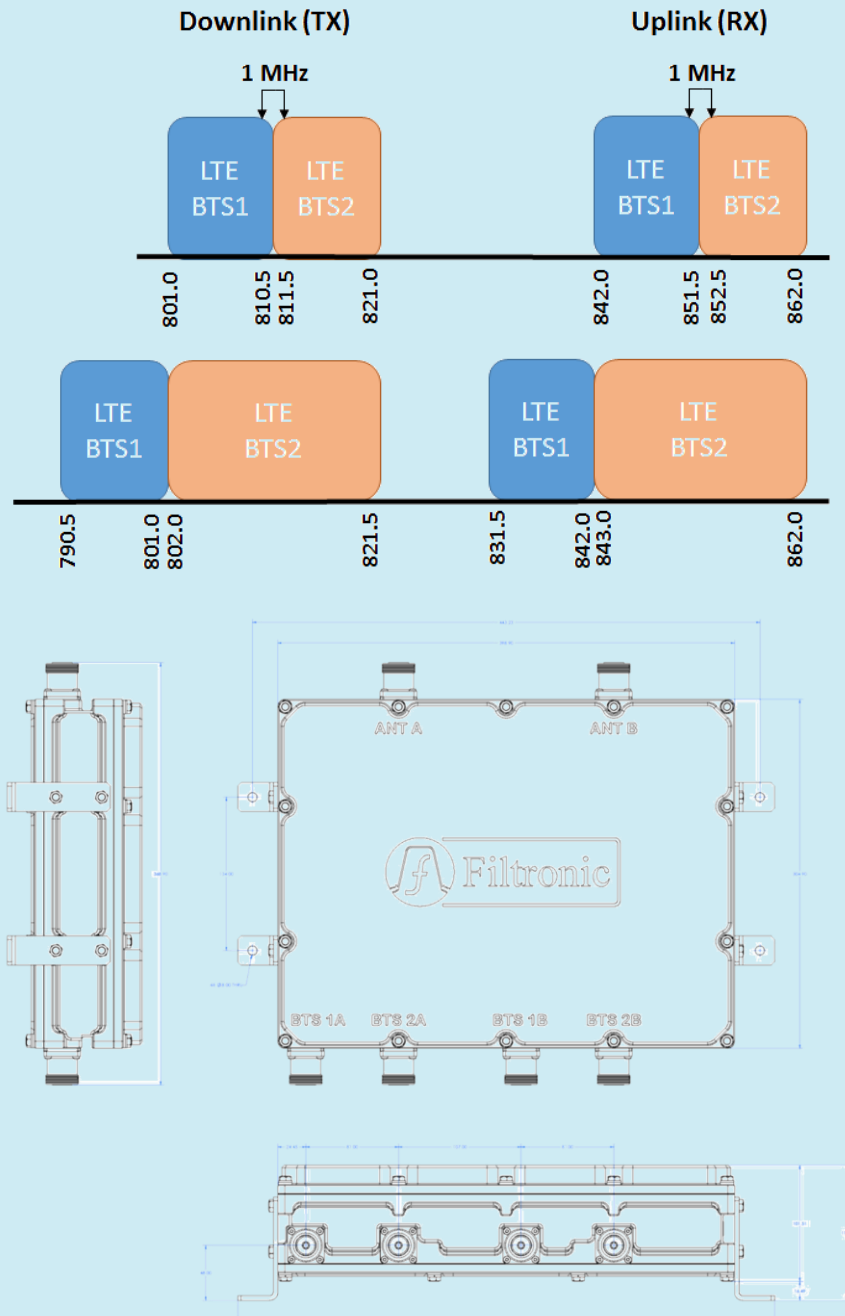 Downlink (TX) Uplink (RX)
1 MHz 1 MHz
LTE LTE LTE LTE
BTS1 BTS2 BTS1 BTS2
801.0 810.5 811.5 821.0 842.0 851.5 852.5 862.0
LTE LTE LTE LTE
BTS1 BTS2 BTS1 BTS2
790.5 801.0 802.0 821.5 831.5 842.0 843.0 862.0
ANT A ANT B
Filtronic
BTS 1A BTS 2A BTS 1B BTS 2B